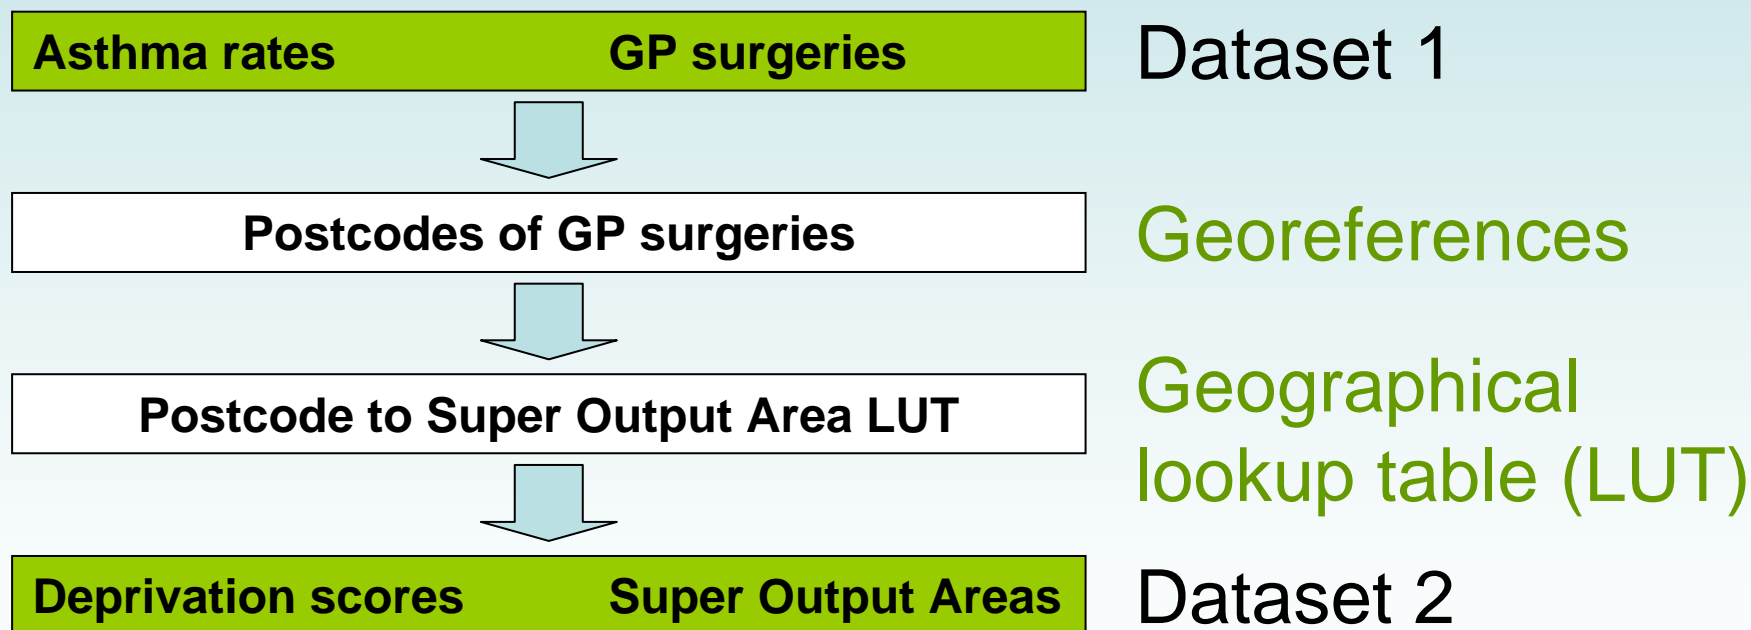 Asthma rates GP surgeries Dataset 1
Postcodes of GP surgeries Georeferences
Postcode to Super Output Area LUT Geographical
lookup table (LUT)
Deprivation scores Super Output Areas Dataset 2